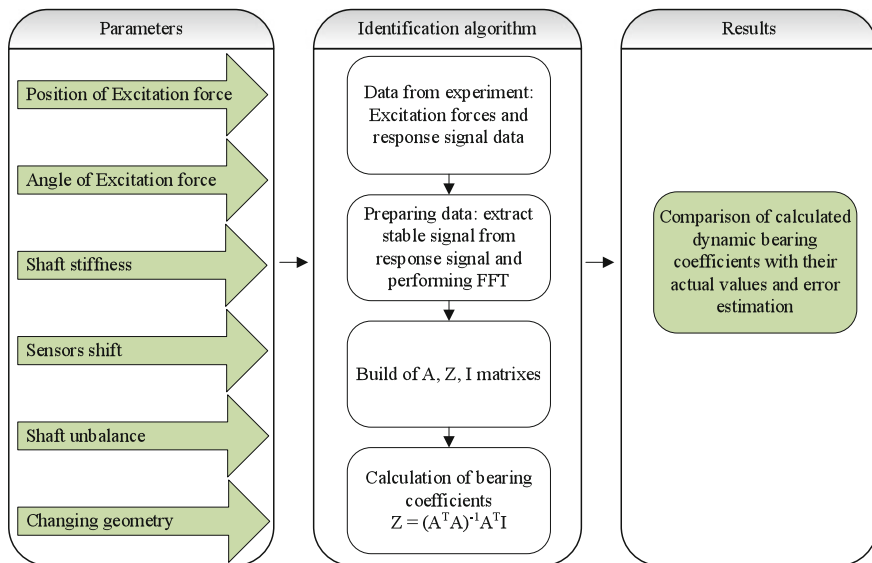 Parameters
Position of Excitation force
Angle of Excitation force
Shaft stiffness
Sensors shift
Shaft unbalance
Changing geometry
Identification algorithm
Data from experiment:
Excitation forces and
response signal data
Preparing data: extract
stable signal from
response signal and
performing FFT
Build of A, Z, I matrixes
Calculation of bearing
coefficients
Z = (AᵀA)⁻¹AᵀI
Results
Comparison of calculated
dynamic bearing
coefficients with their
actual values and error
estimation